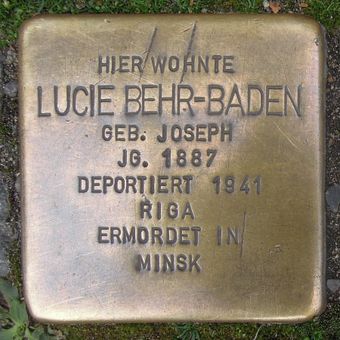 HIER WOHNTE
LUCIE BEHR-BADEN
GEB. JOSEPH
JG. 1887
DEPORTIERT 1941
RIGA
ERMORDET IN
MINSK